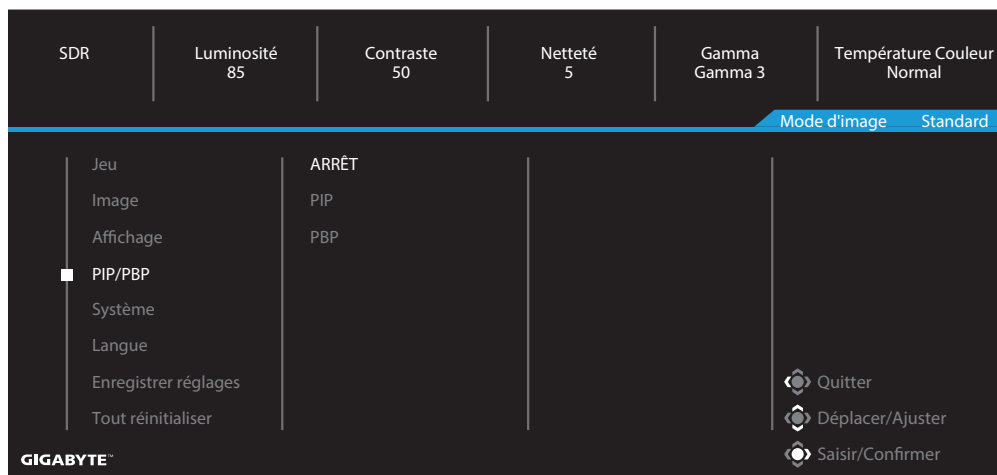 SDR
Luminosité
85
Contraste
50
Netteté
5
Gamma
Gamma 3
Température Couleur
Normal
Mode d'image Standard
Jeu
Image
Affichage
PIP/PBP
Système
Langue
Enregistrer réglages
Tout réinitialiser
ARRÊT
PIP
PBP
Quitter
Déplacer/Ajuster
Saisir/Confirmer
GIGABYTE™